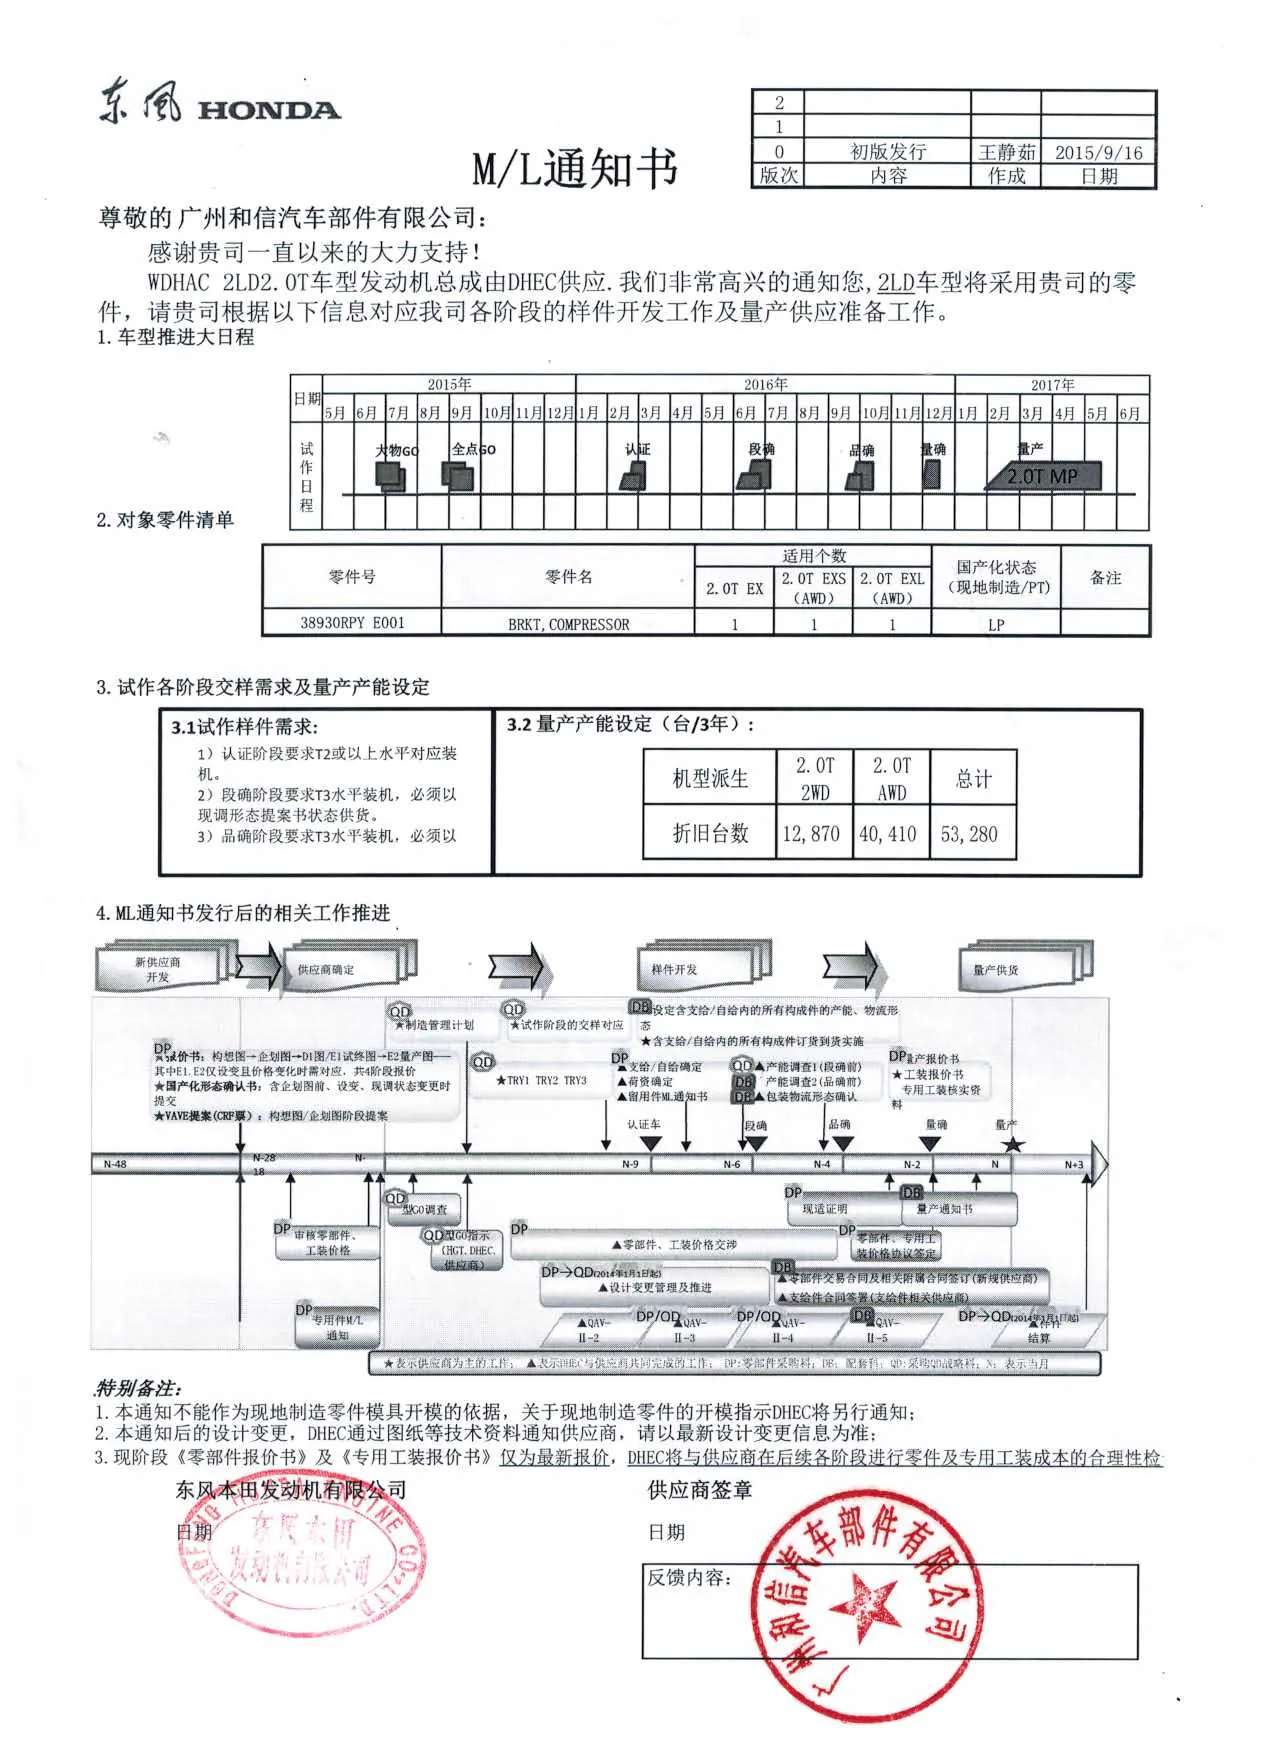 东风 HONDA
2
1
0 初版发行 王静茹 2015/9/16
版次 内容 作成 日期
M/L通知书
尊敬的 广州和信汽车部件有限公司:
感谢贵司一直以来的大力支持!
WDHAC 2LD2.0T车型发动机总成由DHEC供应.我们非常高兴的通知您,2LD车型将采用贵司的零
件，请贵司根据以下信息对应我司各阶段的样件开发工作及量产供应准备工作。
1.车型推进大日程
日期 2015年 2016年 2017年
5月 6月 7月 8月 9月 10月 11月 12月 1月 2月 3月 4月 5月 6月 7月 8月 9月 10月 11月 12月 1月 2月 3月 4月 5月 6月
试作日程
大物GO 全点GO 认证 段确 品确 量确 量产
2.0T MP
2.对象零件清单
零件号 零件名 适用个数 国产化状态(现地制造/PT) 备注
2.0T EX 2.0T EXS (AWD) 2.0T EXL (AWD)
38930RPY E001 BRKT,COMPRESSOR 1 1 1 LP
3.试作各阶段交样需求及量产产能设定
3.1试作样件需求:
1）认证阶段要求T2或以上水平对应装
机。
2）段确阶段要求T3水平装机，必须以
现调形态提案书状态供货。
3）品确阶段要求T3水平装机，必须以
3.2 量产产能设定（台/3年）:
机型派生 2.0T 2WD 2.0T AWD 总计
折旧台数 12,870 40,410 53,280
4.ML通知书发行后的相关工作推进
新供应商
开发
供应商确定
样件开发
量产供货
QD
★制造管理计划
QD
★试作阶段的交样对应
DB
设定含支给/自给内的所有构成件的产能、物流形
态
★含支给/自给内的所有构成件订货到货实施
DP
★报价书: 构想图→企划图→D1图/E1试终图→E2量产图——
其中E1.E2仅设变且价格变化时需对应, 共4阶段报价
★国产化形态确认书: 含企划图前、设变、现调状态变更时
提交
★VAVE提案(CRF票) : 构想图/企划图阶段提案
QD
★TRY1 TRY2 TRY3
DP
▲支给/自给确定
▲荷资确定
▲留用件ML通知书
QD ▲产能调查1(段确前)
DB 产能调查2(品确前)
DB ▲包装物流形态确认
DP
量产报价书
★工装报价书
专用工装核实资
料
认证车 段确 品确 量确 量产
N-48 N-28 18 N- N-9 N-6 N-4 N-2 N N+3
QD
型GO调查
DP
现适证明
DB
量产通知书
DP
审核零部件、
工装价格
QD
型GO指示
(HGT.DHEC.
供应商)
DP
▲零部件、工装价格交涉
DP
零部件、专用工
装价格协议签定
DP→QD(2014年1月1日起)
▲设计变更管理及推进
DB
▲零部件交易合同及相关附属合同签订(新规供应商)
▲支给件合同签署(支给件相关供应商)
DP
专用件M/L
通知
▲QAV-
II-2
DP/QD
▲QAV-
II-3
DP/QD
▲QAV-
II-4
DB
▲QAV-
II-5
DP→QD(2014年1月1日起)
▲样件
结算
★表示供应商为主的工作; ▲表示DHEC与供应商共同完成的工作; DP:零部件采购科; DB: 配套科; QD:采购QD战略科; N: 表示当月
特别备注:
1.本通知不能作为现地制造零件模具开模的依据，关于现地制造零件的开模指示DHEC将另行通知;
2.本通知后的设计变更，DHEC通过图纸等技术资料通知供应商，请以最新设计变更信息为准;
3.现阶段《零部件报价书》及《专用工装报价书》仅为最新报价，DHEC将与供应商在后续各阶段进行零件及专用工装成本的合理性检
东风本田发动机有限公司
日期
DONGFENG HONDA ENGINE CO.,LTD.
东风本田
发动机有限公司
供应商签章
日期
反馈内容:
广州和信汽车部件有限公司